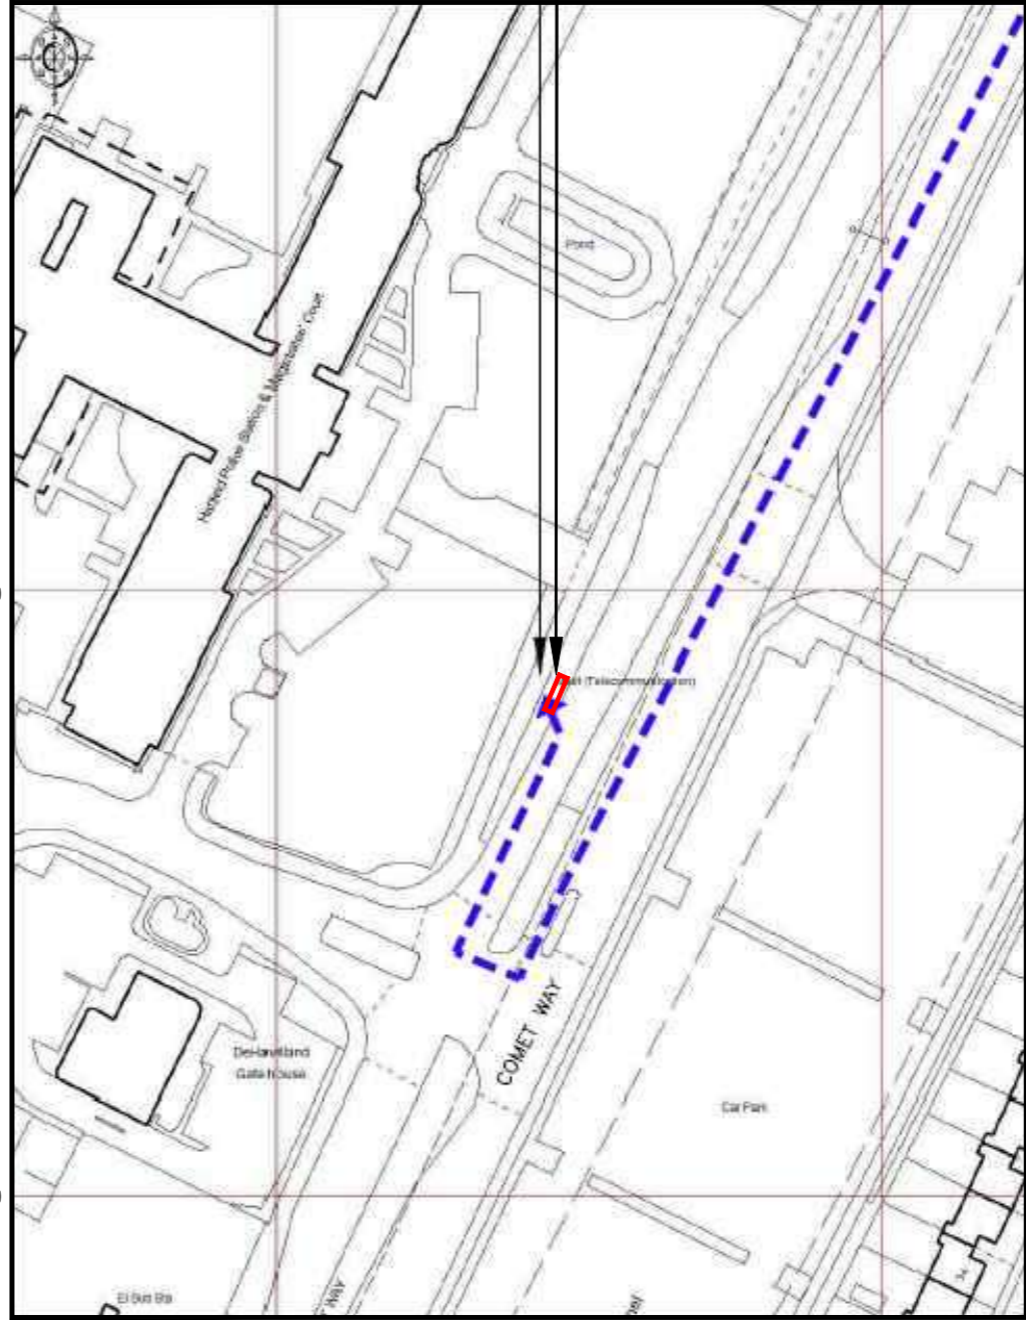 Pond
Hatfield Police Station & Magistrates' Court
(Telecommunication)
COMET WAY
De Havilland
Gate house
Car Park
El Sub Sta
WAY
34